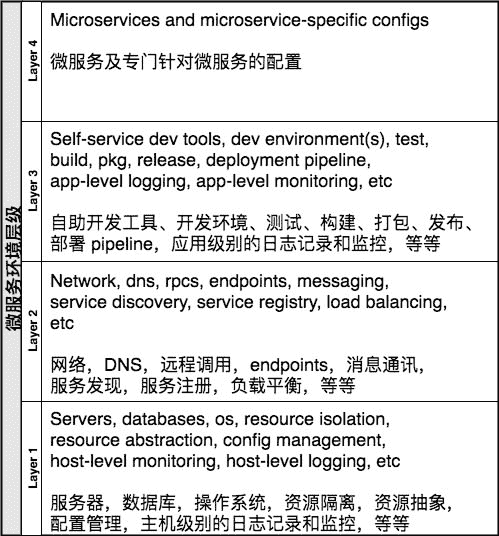 微服务环境层级
Layer 4
Microservices and microservice-specific configs
微服务及专门针对微服务的配置
Layer 3
Self-service dev tools, dev environment(s), test,
build, pkg, release, deployment pipeline,
app-level logging, app-level monitoring, etc
自助开发工具、开发环境、测试、构建、打包、发布、
部署 pipeline，应用级别的日志记录和监控，等等
Layer 2
Network, dns, rpcs, endpoints, messaging,
service discovery, service registry, load balancing,
etc
网络，DNS，远程调用，endpoints，消息通讯，
服务发现，服务注册，负载平衡，等等
Layer 1
Servers, databases, os, resource isolation,
resource abstraction, config management,
host-level monitoring, host-level logging, etc
服务器，数据库，操作系统，资源隔离，资源抽象，
配置管理，主机级别的日志记录和监控，等等